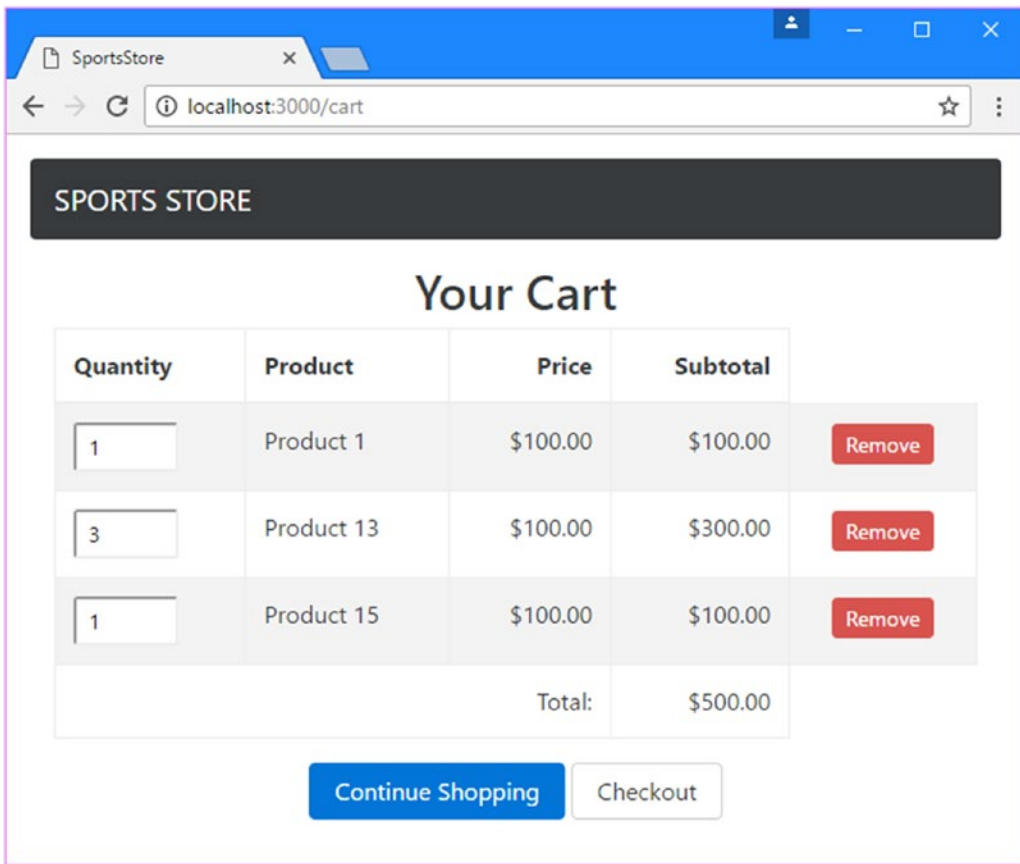 SportsStore
localhost:3000/cart
SPORTS STORE
Your Cart
Quantity Product Price Subtotal
1 Product 1 $100.00 $100.00 Remove
3 Product 13 $100.00 $300.00 Remove
1 Product 15 $100.00 $100.00 Remove
Total: $500.00
Continue Shopping Checkout